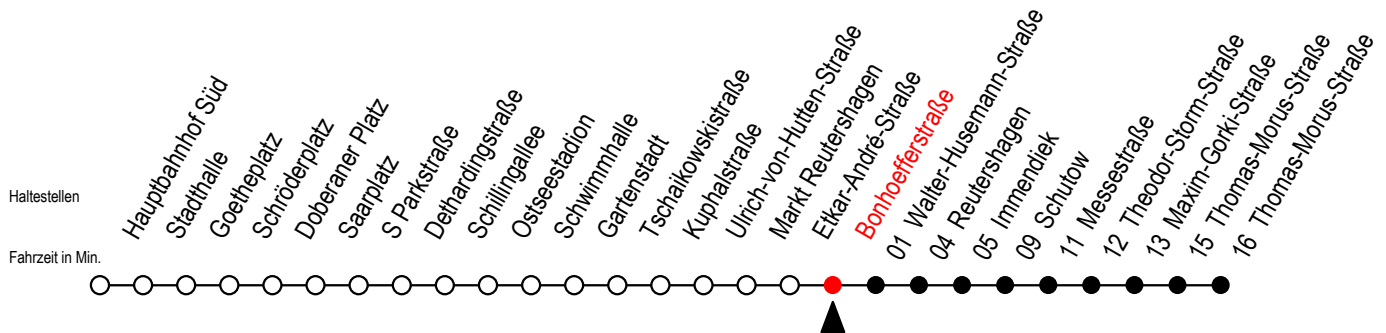 Haltestellen
Fahrzeit in Min.
Hauptbahnhof Süd
Stadthalle
Goetheplatz
Schröderplatz
Doberaner Platz
Saarplatz
S Parkstraße
Dethardingstraße
Schillingallee
Ostseestadion
Schwimmhalle
Gartenstadt
Tschaikowskistraße
Kuphalstraße
Ulrich-von-Hutten-Straße
Markt Reutershagen
Etkar-André-Straße
Bonhoefferstraße
01 Walter-Husemann-Straße
04 Reutershagen
05 Immendiek
09 Schutow
11 Messestraße
12 Theodor-Storm-Straße
13 Maxim-Gorki-Straße
15 Thomas-Morus-Straße
16 Thomas-Morus-Straße